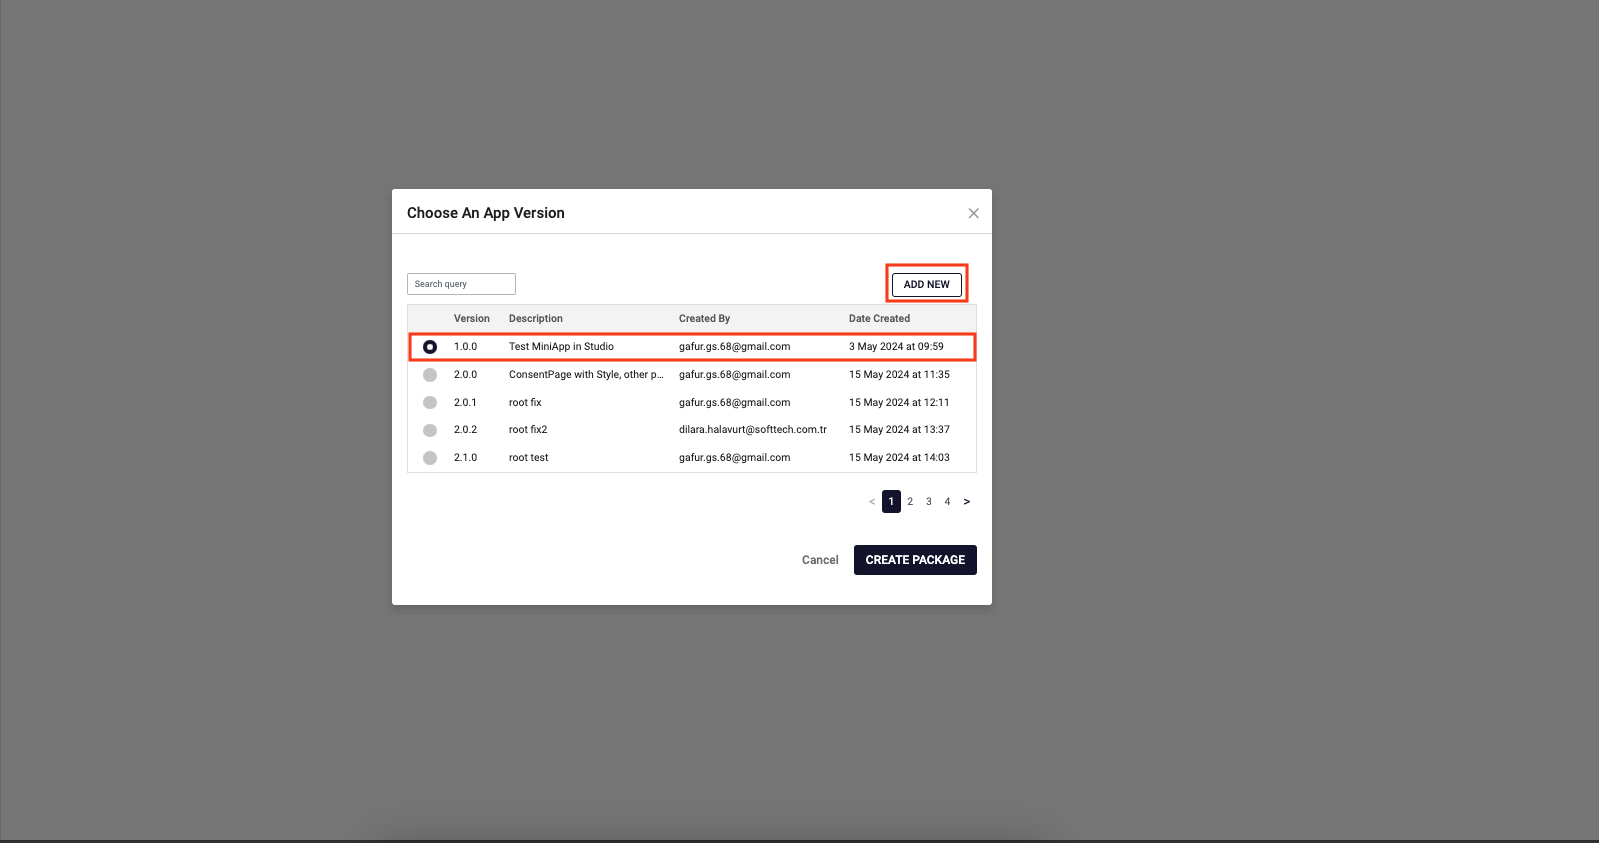 Choose An App Version
Search query
ADD NEW
Version Description Created By Date Created
1.0.0 Test MiniApp in Studio gafur.gs.68@gmail.com 3 May 2024 at 09:59
2.0.0 ConsentPage with Style, other p... gafur.gs.68@gmail.com 15 May 2024 at 11:35
2.0.1 root fix gafur.gs.68@gmail.com 15 May 2024 at 12:11
2.0.2 root fix2 dilara.halavurt@softtech.com.tr 15 May 2024 at 13:37
2.1.0 root test gafur.gs.68@gmail.com 15 May 2024 at 14:03
< 1 2 3 4 >
Cancel CREATE PACKAGE